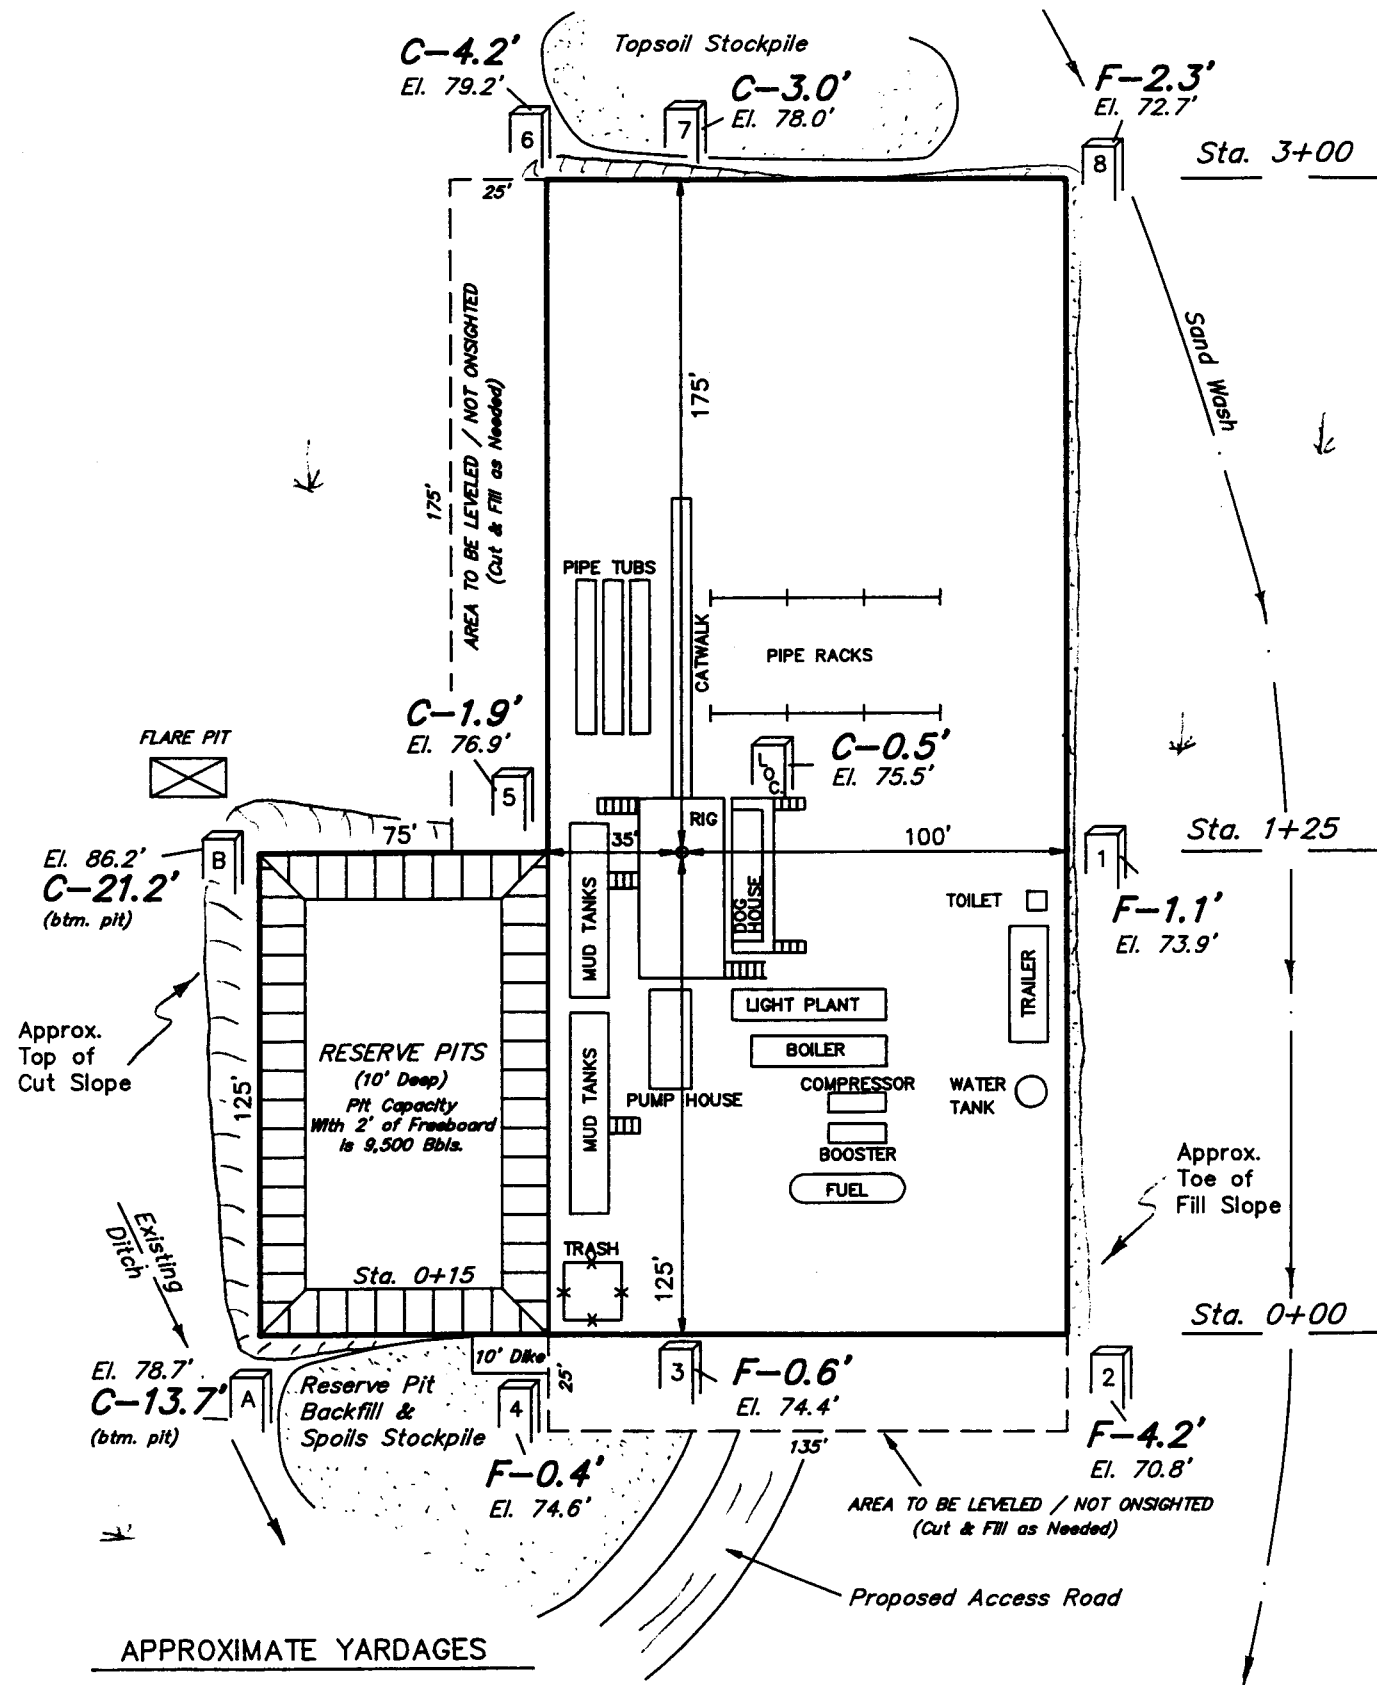 Topsoil Stockpile
C-4.2'
El. 79.2'
6
C-3.0'
El. 78.0'
7
F-2.3'
El. 72.7'
8
Sta. 3+00
25'
175'
AREA TO BE LEVELED / NOT ONSIGHTED
(Cut & Fill as Needed)
175'
Sand Wash
PIPE TUBS
CATWALK
PIPE RACKS
C-1.9'
El. 76.9'
5
FLARE PIT
LOC.
C-0.5'
El. 75.5'
RIG
75'
35'
100'
Sta. 1+25
El. 86.2'
C-21.2'
(btm. pit)
B
1
F-1.1'
El. 73.9'
MUD TANKS
DOG HOUSE
TOILET
TRAILER
LIGHT PLANT
BOILER
Approx.
Top of
Cut Slope
125'
RESERVE PITS
(10' Deep)
Pit Capacity
With 2' of Freeboard
is 9,500 Bbls.
MUD TANKS
PUMP HOUSE
COMPRESSOR
WATER
TANK
BOOSTER
FUEL
Approx.
Toe of
Fill Slope
Existing
Ditch
TRASH
Sta. 0+15
125'
Sta. 0+00
El. 78.7'
C-13.7'
(btm. pit)
A
Reserve Pit
Backfill &
Spoils Stockpile
10' Dike
25'
4
F-0.4'
El. 74.6'
3
F-0.6'
El. 74.4'
2
F-4.2'
El. 70.8'
135'
AREA TO BE LEVELED / NOT ONSIGHTED
(Cut & Fill as Needed)
Proposed Access Road
APPROXIMATE YARDAGES